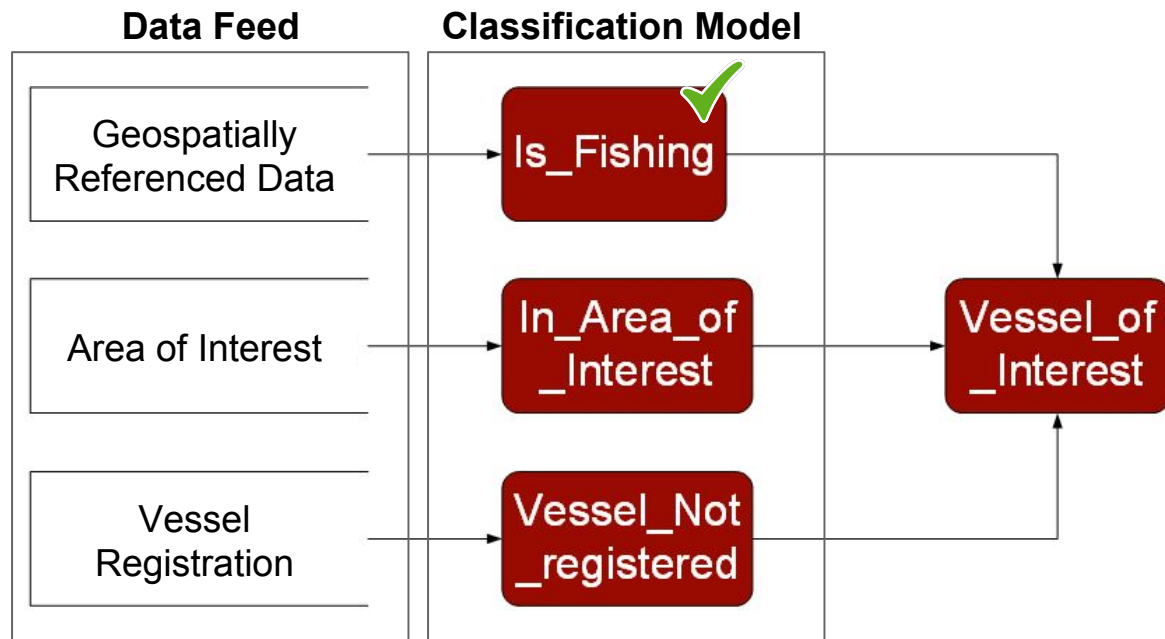 Data Feed
Classification Model
Geospatially
Referenced Data
Is_Fishing
Area of Interest
In_Area_of
_Interest
Vessel_of
_Interest
Vessel
Registration
Vessel_Not
_registered